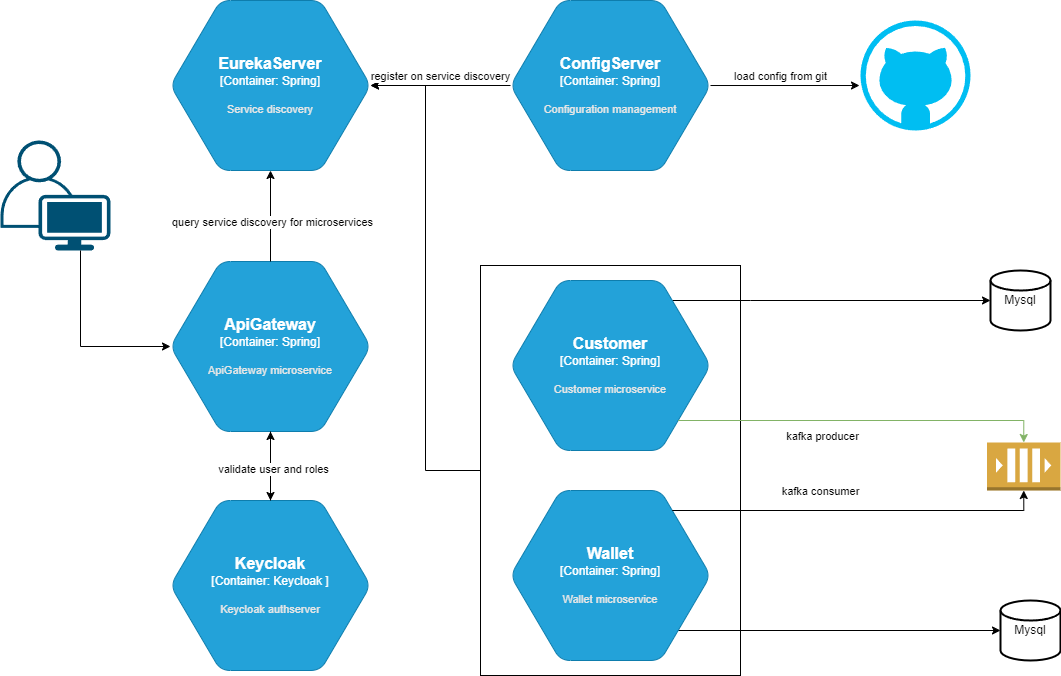 EurekaServer
[Container: Spring]
Service discovery
register on service discovery
ConfigServer
[Container: Spring]
Configuration management
load config from git
query service discovery for microservices
ApiGateway
[Container: Spring]
ApiGateway microservice
validate user and roles
Keycloak
[Container: Keycloak ]
Keycloak authserver
Customer
[Container: Spring]
Customer microservice
Mysql
kafka producer
kafka consumer
Wallet
[Container: Spring]
Wallet microservice
Mysql